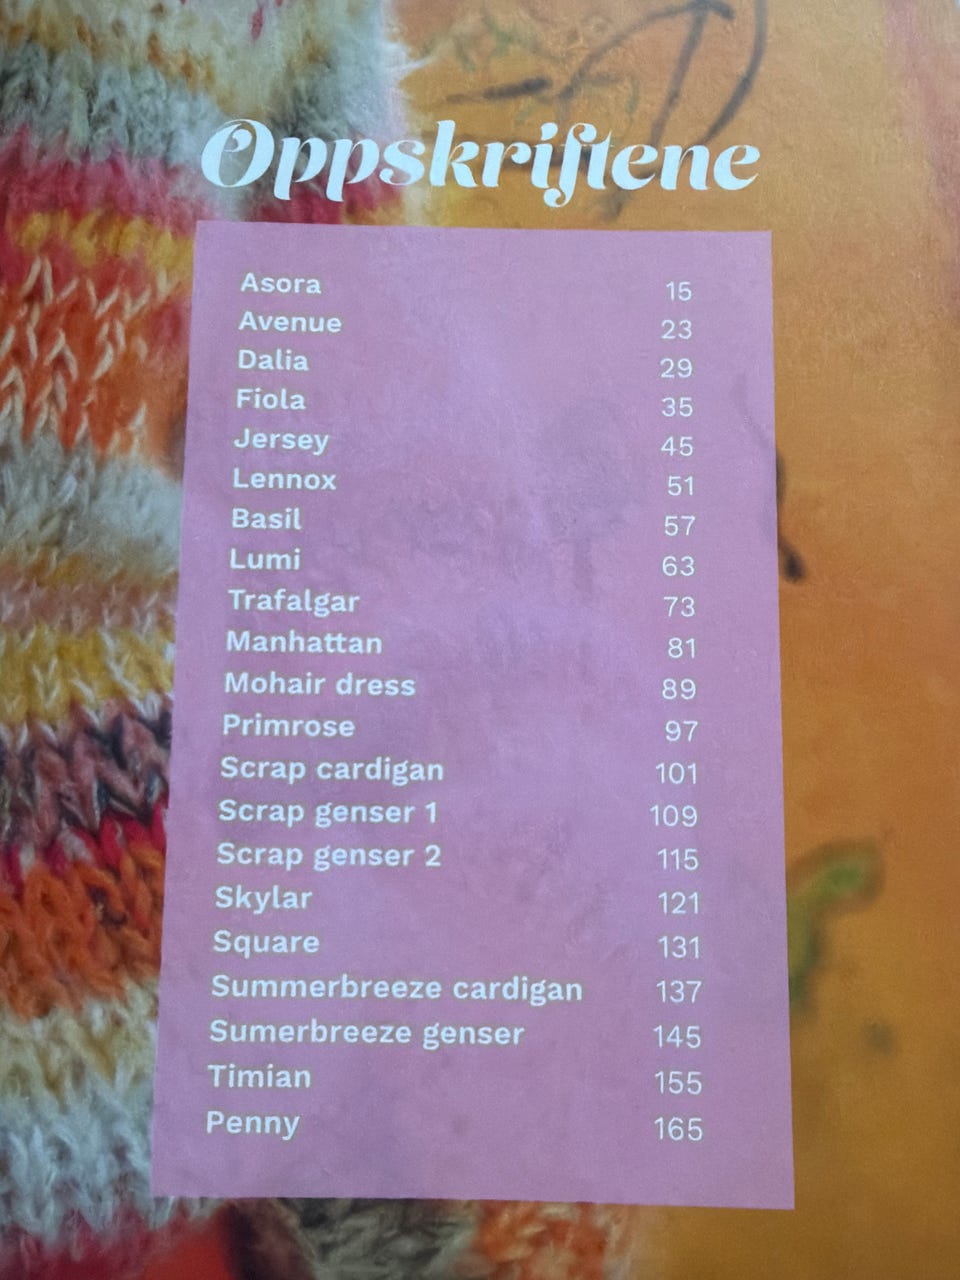 Oppskriftene
Asora 15
Avenue 23
Dalia 29
Fiola 35
Jersey 45
Lennox 51
Basil 57
Lumi 63
Trafalgar 73
Manhattan 81
Mohair dress 89
Primrose 97
Scrap cardigan 101
Scrap genser 1 109
Scrap genser 2 115
Skylar 121
Square 131
Summerbreeze cardigan 137
Sumerbreeze genser 145
Timian 155
Penny 165